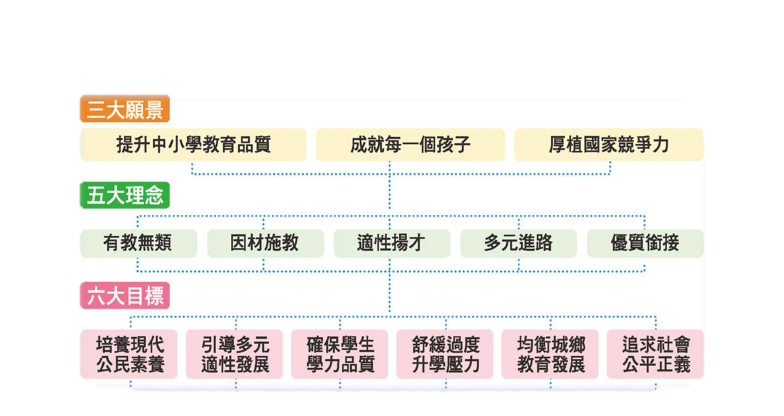 三大願景
提升中小學教育品質 成就每一個孩子 厚植國家競爭力
五大理念
有教無類 因材施教 適性揚才 多元進路 優質銜接
六大目標
培養現代 引導多元 確保學生 舒緩過度 均衡城鄉 追求社會
公民素養 適性發展 學力品質 升學壓力 教育發展 公平正義